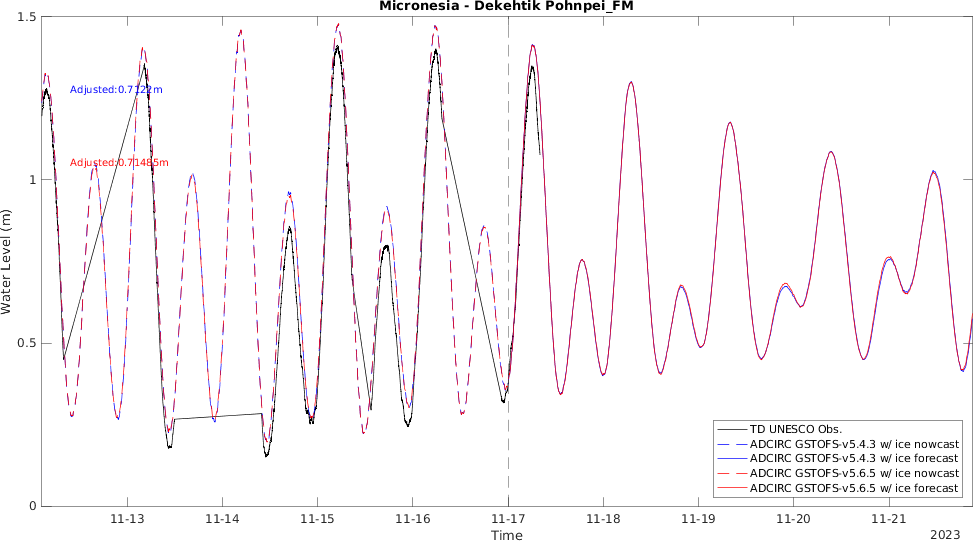 Micronesia - Dekehtik Pohnpei_FM
1.5
1
0.5
0
Water Level (m)
Adjusted:0.7122m
Adjusted:0.71485m
TD UNESCO Obs.
ADCIRC GSTOFS-v5.4.3 w/ ice nowcast
ADCIRC GSTOFS-v5.4.3 w/ ice forecast
ADCIRC GSTOFS-v5.6.5 w/ ice nowcast
ADCIRC GSTOFS-v5.6.5 w/ ice forecast
11-13 11-14 11-15 11-16 11-17 11-18 11-19 11-20 11-21
Time
2023